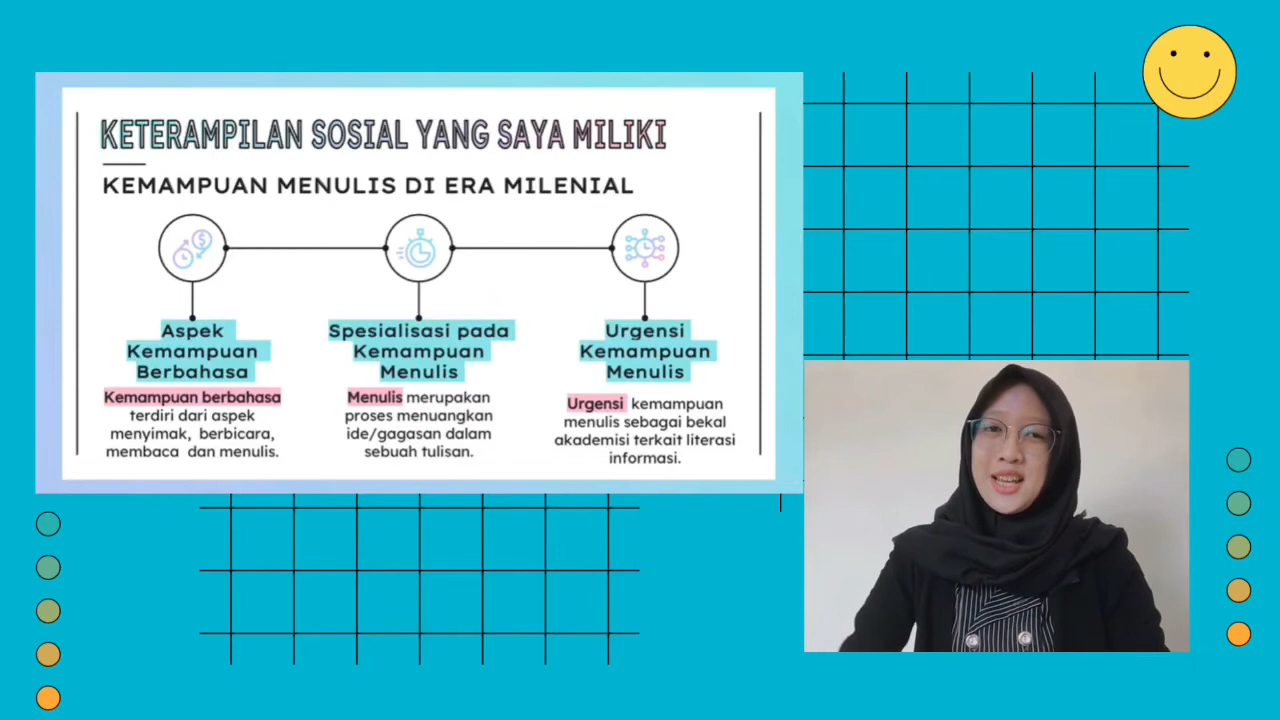 KETERAMPILAN SOSIAL YANG SAYA MILIKI
KEMAMPUAN MENULIS DI ERA MILENIAL
Aspek
Kemampuan
Berbahasa
Kemampuan berbahasa
terdiri dari aspek
menyimak, berbicara,
membaca dan menulis.
Spesialisasi pada
Kemampuan
Menulis
Menulis merupakan
proses menuangkan
ide/gagasan dalam
sebuah tulisan.
Urgensi
Kemampuan
Menulis
Urgensi kemampuan
menulis sebagai bekal
akademisi terkait literasi
informasi.